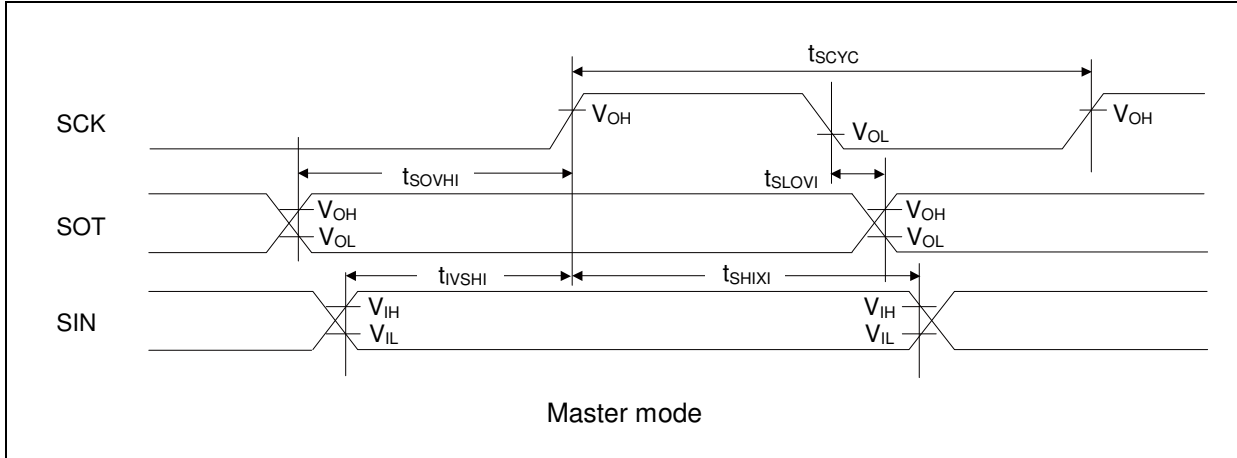 tSCYC
SCK
VOH
VOL
VOH
tSOVHI
tSLOVI
SOT
VOH
VOL
VOH
VOL
tIVSHI
tSHIXI
SIN
VIH
VIL
VIH
VIL
Master mode